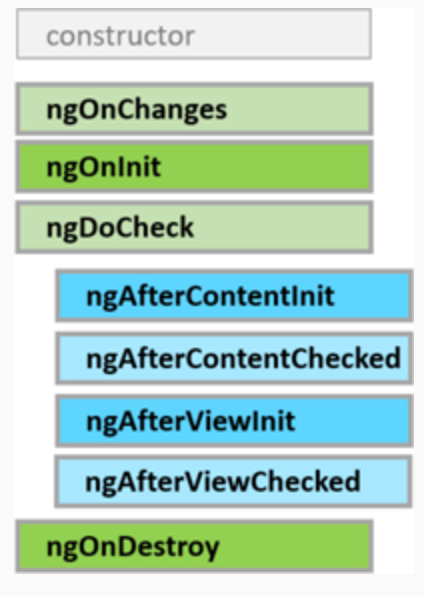 constructor
ngOnChanges
ngOnInit
ngDoCheck
ngAfterContentInit
ngAfterContentChecked
ngAfterViewInit
ngAfterViewChecked
ngOnDestroy